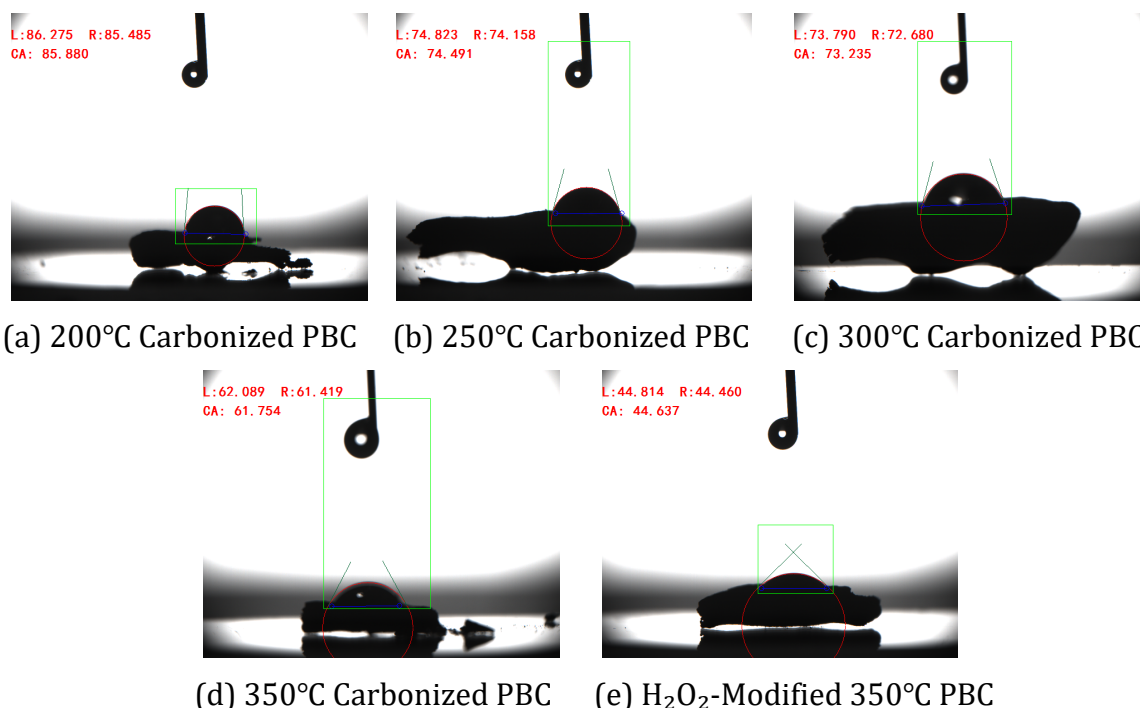 L:86.275 R:85.485
CA: 85.880
L:74.823 R:74.158
CA: 74.491
L:73.790 R:72.680
CA: 73.235
(a) 200°C Carbonized PBC
(b) 250°C Carbonized PBC
(c) 300°C Carbonized PBC
L:62.089 R:61.419
CA: 61.754
L:44.814 R:44.460
CA: 44.637
(d) 350°C Carbonized PBC
(e) H₂O₂-Modified 350°C PBC